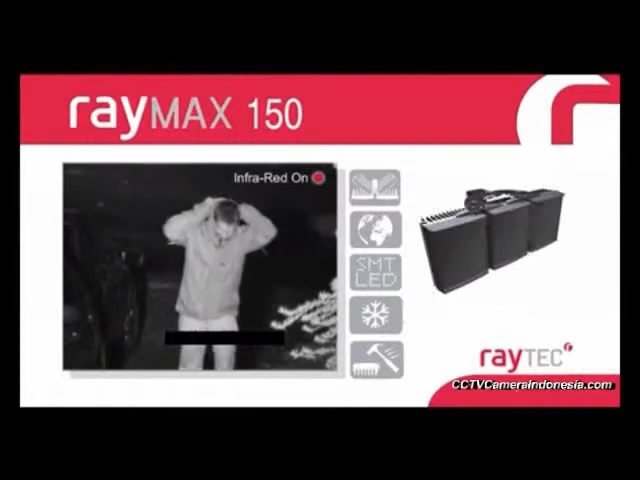 rayMAX 150
Infra-Red On
SMT
LED
rayTEC
CCTVCameraIndonesia.com